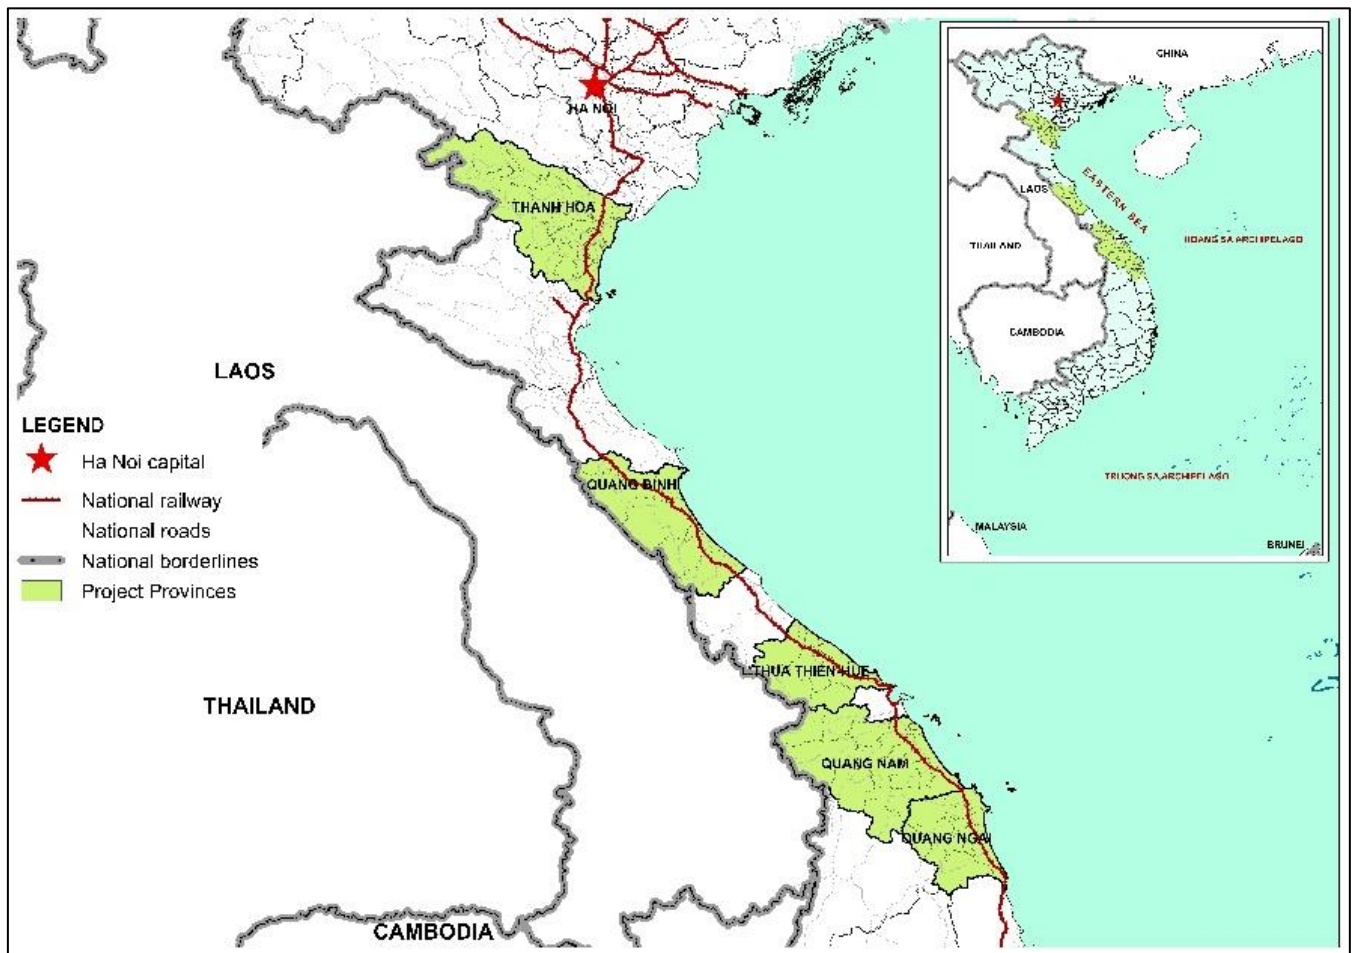 HA NOI
THANH HOA
LAOS
LEGEND
Ha Noi capital
National railway
National roads
National borderlines
Project Provinces
QUANG BINH
THUA THIEN-HUE
THAILAND
QUANG NAM
QUANG NGAI
CAMBODIA
CHINA
LAOS
EASTERN SEA
THAILAND
HOANG SA ARCHIPELAGO
CAMBODIA
TRUONG SA ARCHIPELAGO
MALAYSIA
BRUNEI